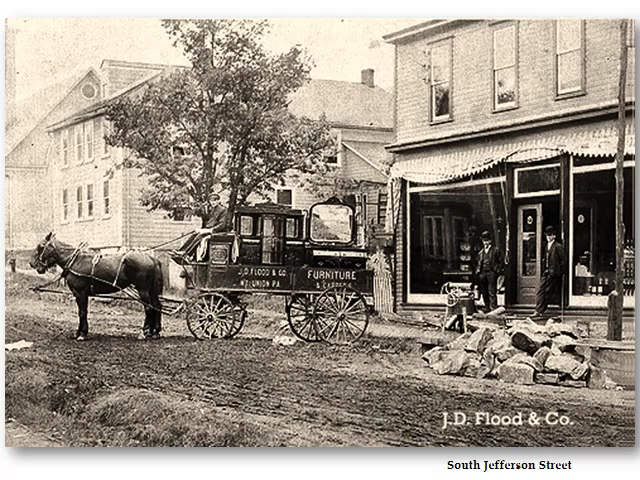 J.D. FLOOD & CO.
MT. UNION PA.
FURNITURE
J.D. Flood & Co.
South Jefferson Street